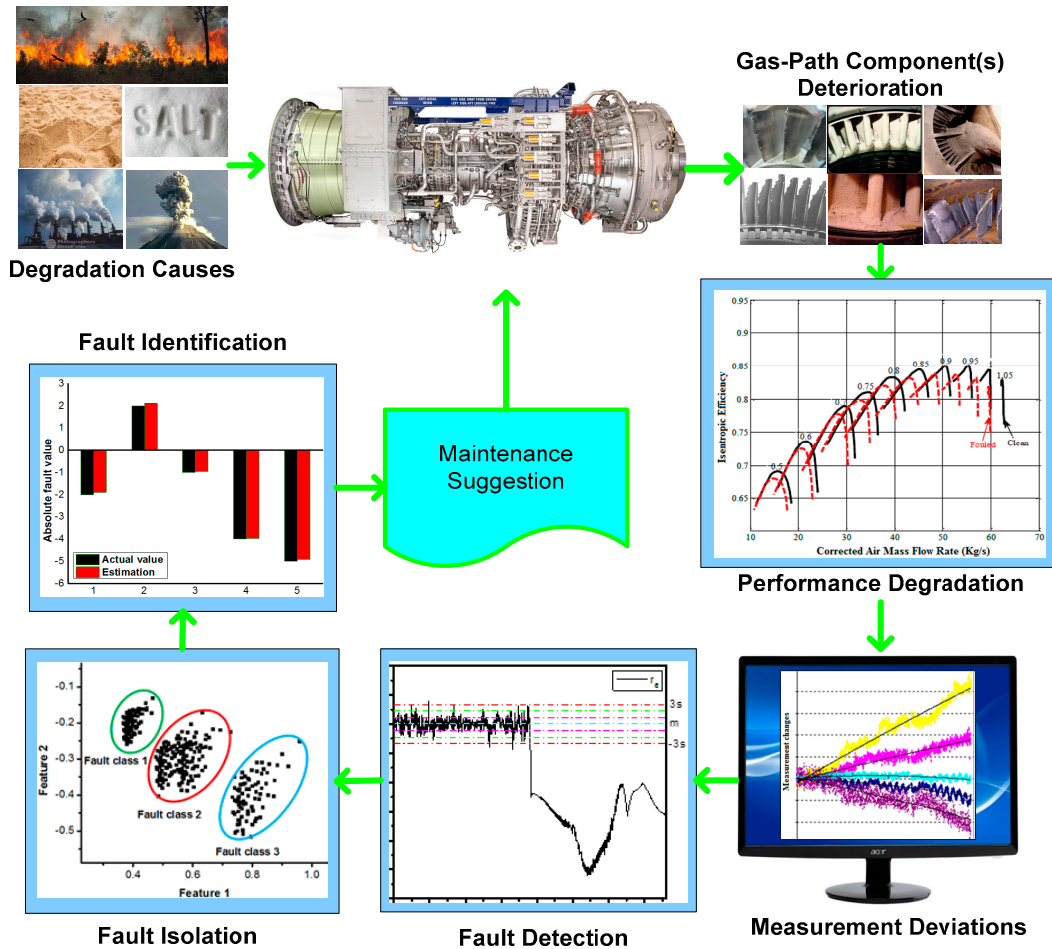 SALT
Degradation Causes
Gas-Path Component(s)
Deterioration
Fault Identification
Absolute fault value
3
2
1
0
-1
-2
-3
-4
-5
-6
Actual value
Estimation
1 2 3 4 5
Maintenance
Suggestion
Isentropic Efficiency
0.95
0.9
0.85
0.8
0.75
0.7
0.65
0.5
0.6
0.7
0.75
0.8
0.85
0.9
0.95
1
1.05
Fouled
Clean
10 20 30 40 50 60 70
Corrected Air Mass Flow Rate (Kg/s)
Performance Degradation
Feature 2
-0.1
-0.2
-0.3
-0.4
-0.5
Fault class 1
Fault class 2
Fault class 3
0.4 0.6 0.8 1.0
Feature 1
Fault Isolation
3s
m
-3s
Fault Detection
Measurement changes
acer
Measurement Deviations